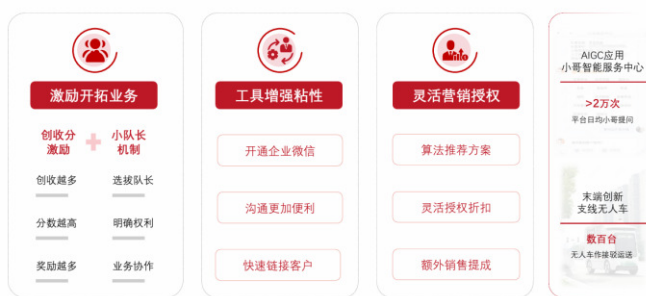 激励开拓业务
创收分
激励
小队长
机制
创收越多
选拔队长
分数越高
明确权利
奖励越多
业务协作
工具增强粘性
开通企业微信
沟通更加便利
快速链接客户
灵活营销授权
算法推荐方案
灵活授权折扣
额外销售提成
AIGC应用
小哥智能服务中心
>2万次
平台日均小哥提问
末端创新
支线无人车
数百台
无人车作接驳运送